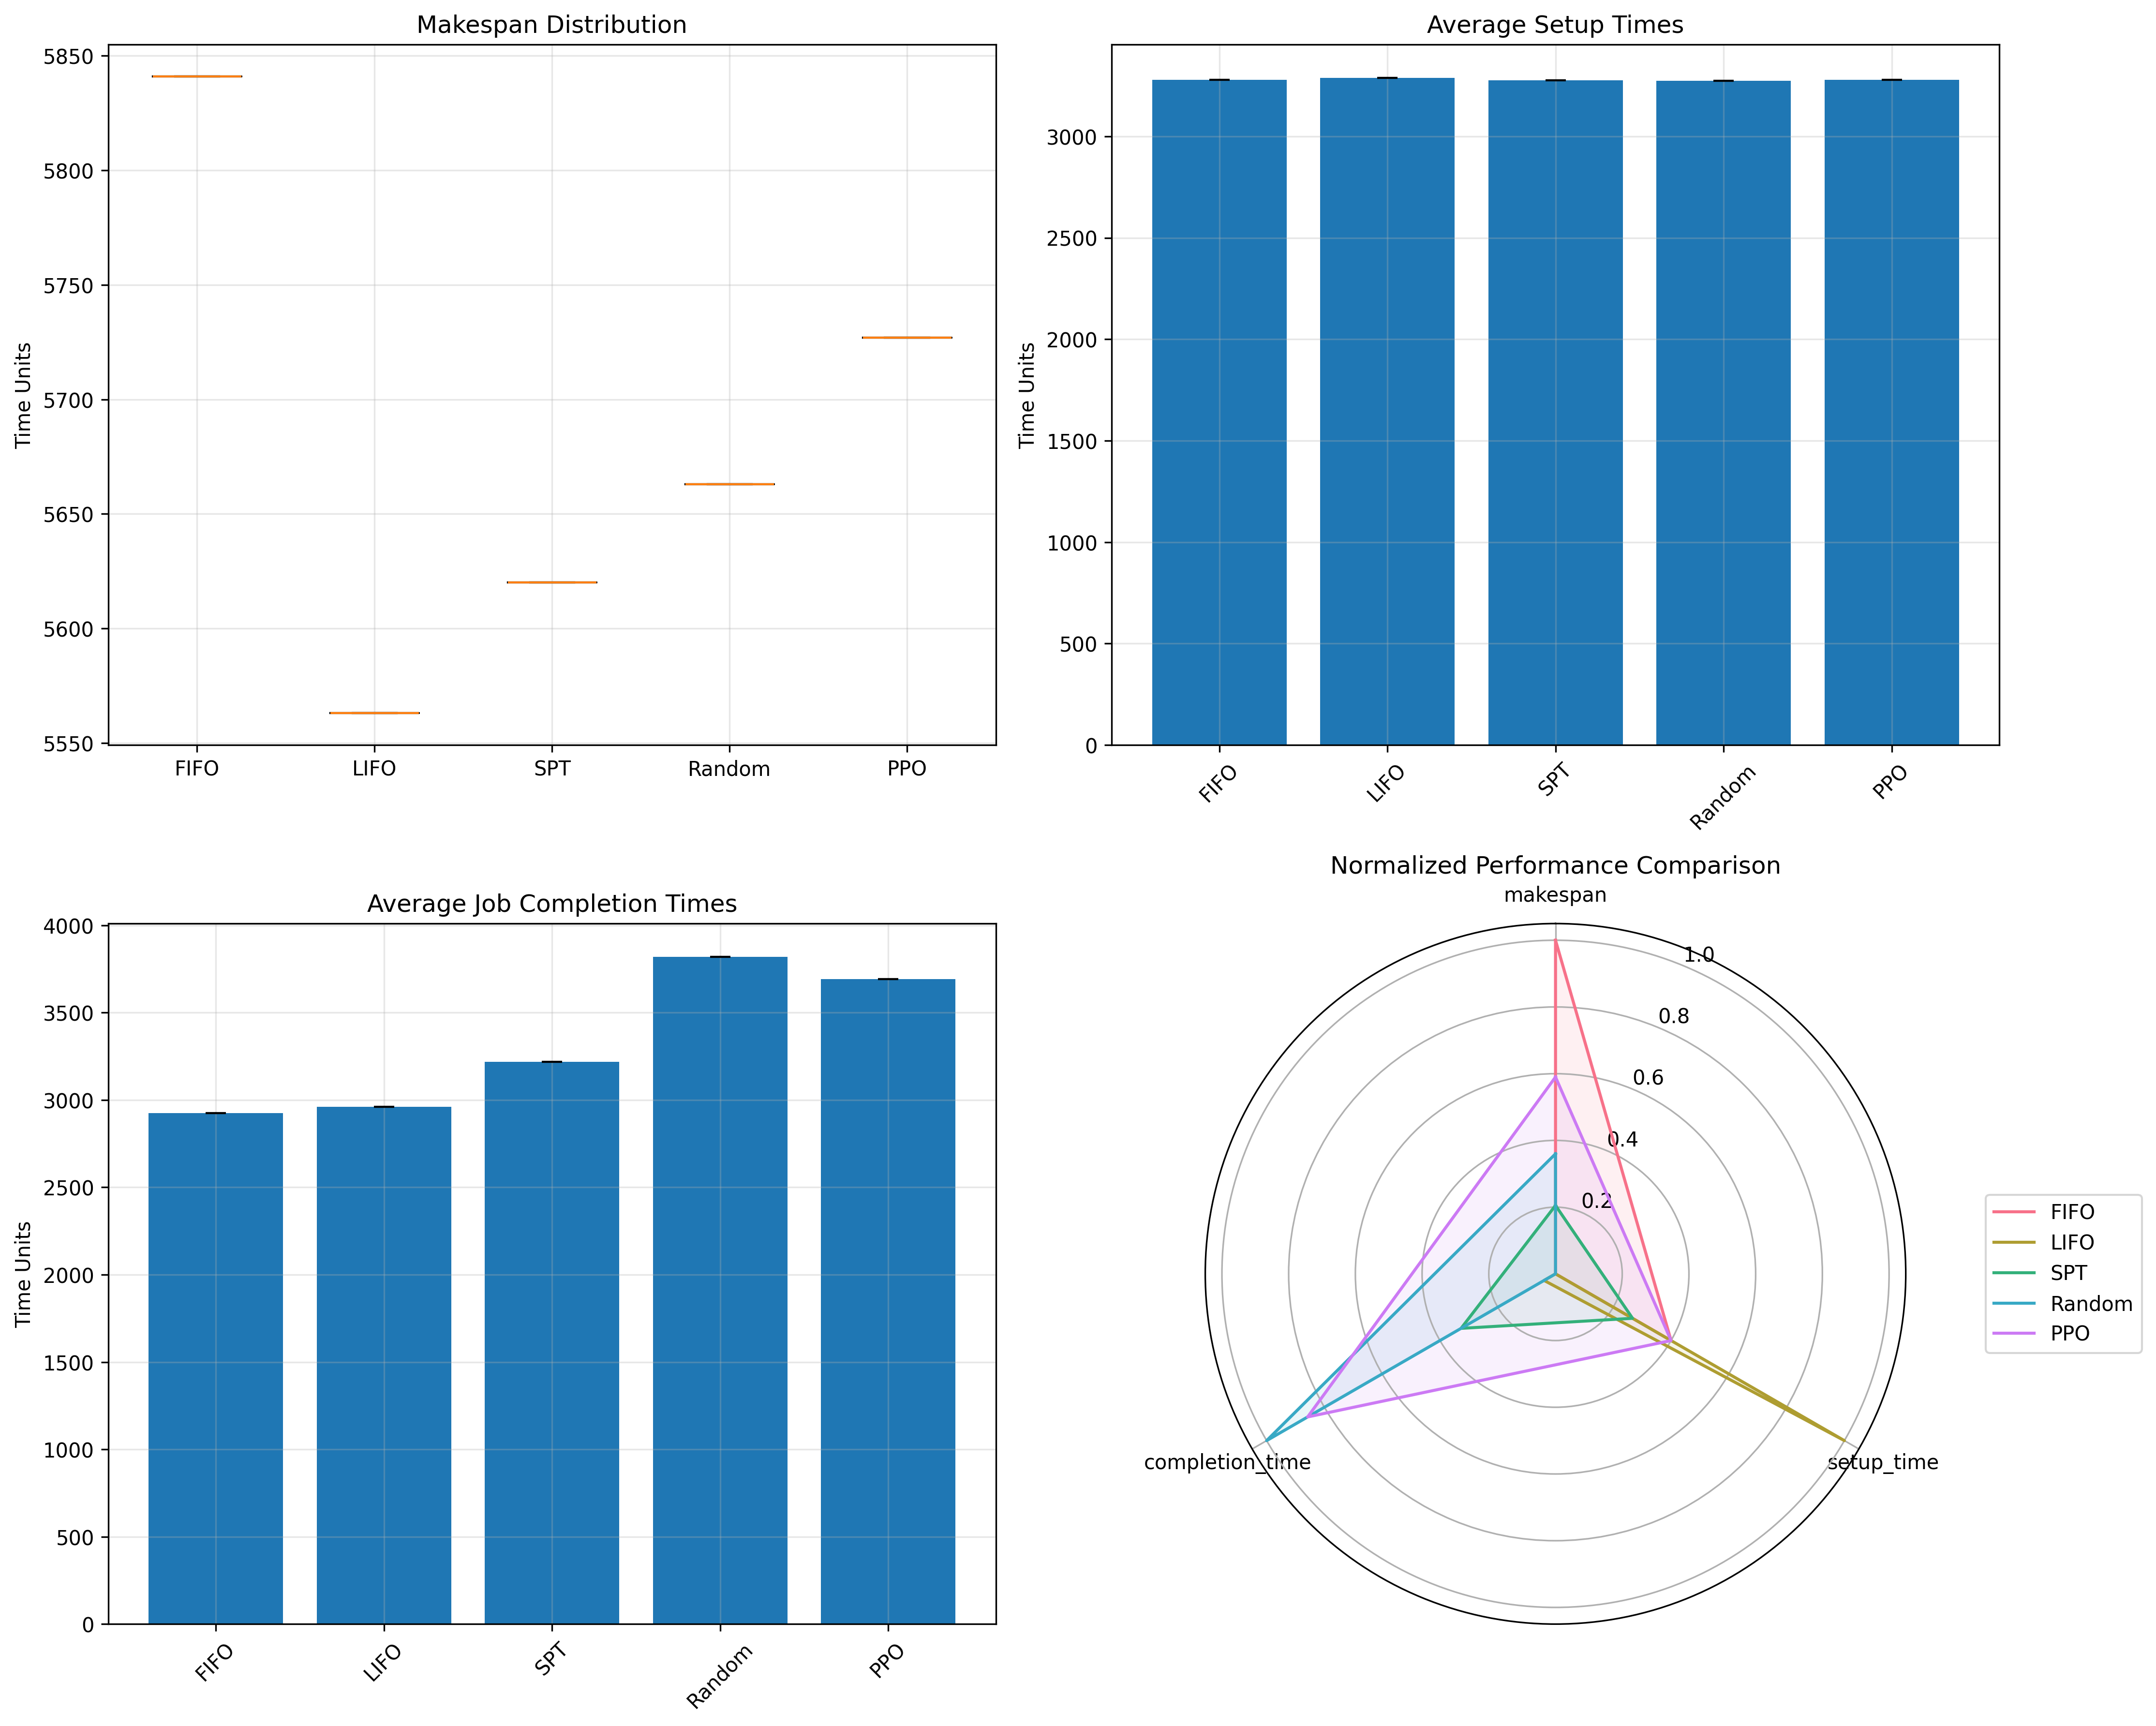 Makespan Distribution
5850
5800
5750
5700
5650
5600
5550
Time Units
FIFO
LIFO
SPT
Random
PPO
Average Setup Times
3000
2500
2000
1500
1000
500
0
Time Units
FIFO
LIFO
SPT
Random
PPO
Average Job Completion Times
4000
3500
3000
2500
2000
1500
1000
500
0
Time Units
FIFO
LIFO
SPT
Random
PPO
Normalized Performance Comparison
makespan
1.0
0.8
0.6
0.4
0.2
completion_time
setup_time
FIFO
LIFO
SPT
Random
PPO